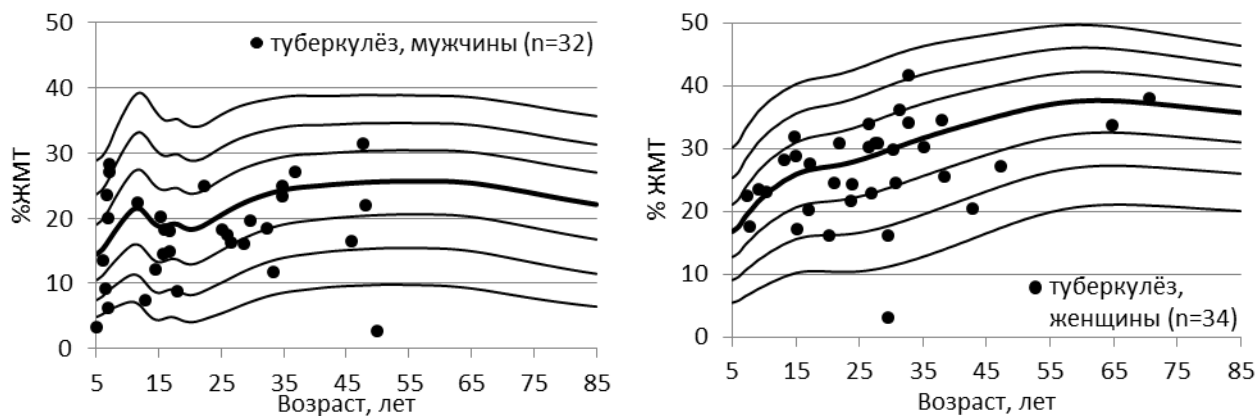 50
40
30
20
10
0
%ЖМТ
туберкулёз, мужчины (n=32)
5 15 25 35 45 55 65 75 85
Возраст, лет
50
40
30
20
10
0
% ЖМТ
туберкулёз,
женщины (n=34)
5 15 25 35 45 55 65 75 85
Возраст, лет